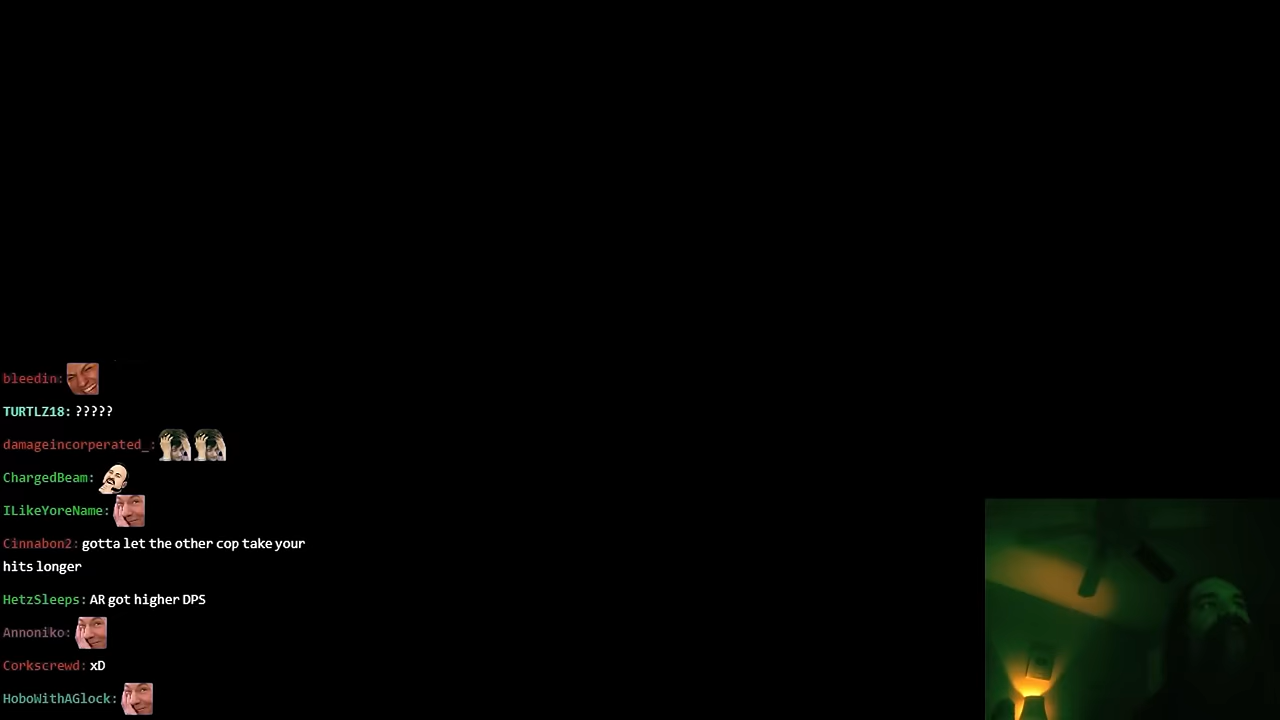 bleedin:
TURTLZ18: ?????
damageincorperated_:
ChargedBeam:
ILikeYoreName:
Cinnabon2: gotta let the other cop take your
hits longer
HetzSleeps: AR got higher DPS
Annoniko:
Corkscrewd: xD
HoboWithAGlock: